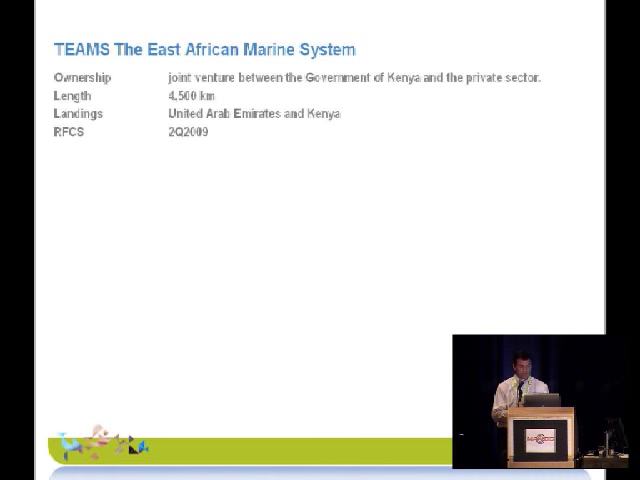 TEAMS The East African Marine System
Ownership joint venture between the Government of Kenya and the private sector.
Length 4,500 km
Landings United Arab Emirates and Kenya
RFCS 2Q2009